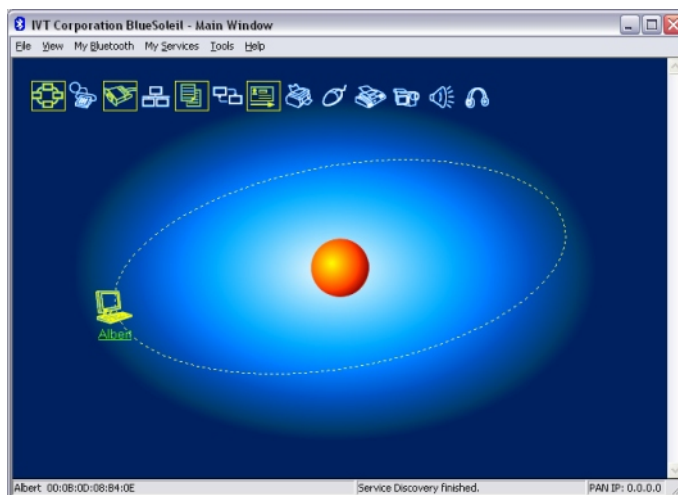 IVT Corporation BlueSoleil - Main Window
File View My Bluetooth My Services Tools Help
Albert
Albert 00:0B:0D:08:B4:0E Service Discovery finished. PAN IP: 0.0.0.0